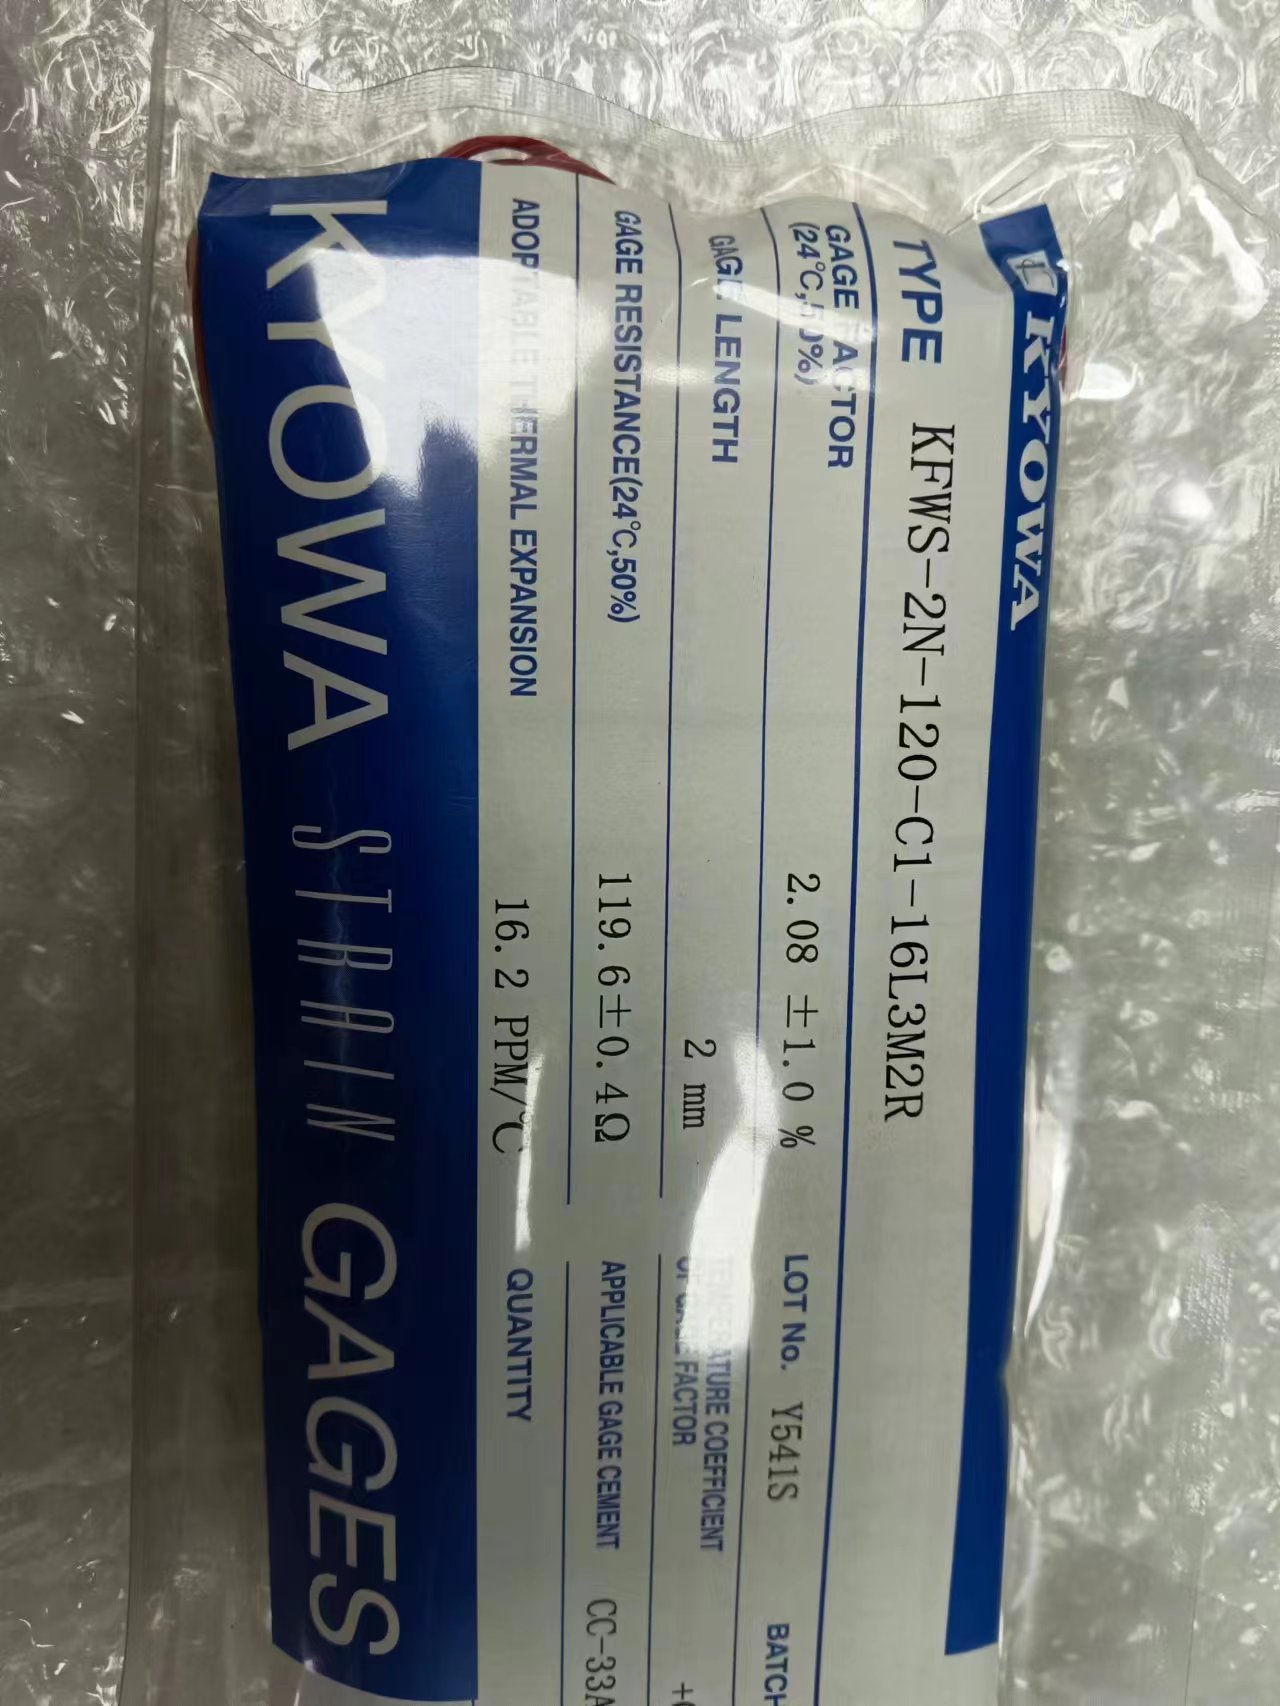 KYOWA
TYPE KFWS-2N-120-C1-16L3M2R
GAGE FACTOR
(24℃,50%) 2.08 ±1.0 % LOT No. Y541S BATCH
GAGE LENGTH 2 mm TEMPERATURE COEFFICIENT
OF GAGE FACTOR
GAGE RESISTANCE(24℃,50%) 119.6±0.4Ω APPLICABLE GAGE CEMENT CC-33A
ADOPTABLE THERMAL EXPANSION 16.2 PPM/℃ QUANTITY
KYOWA STRAIN GAGES